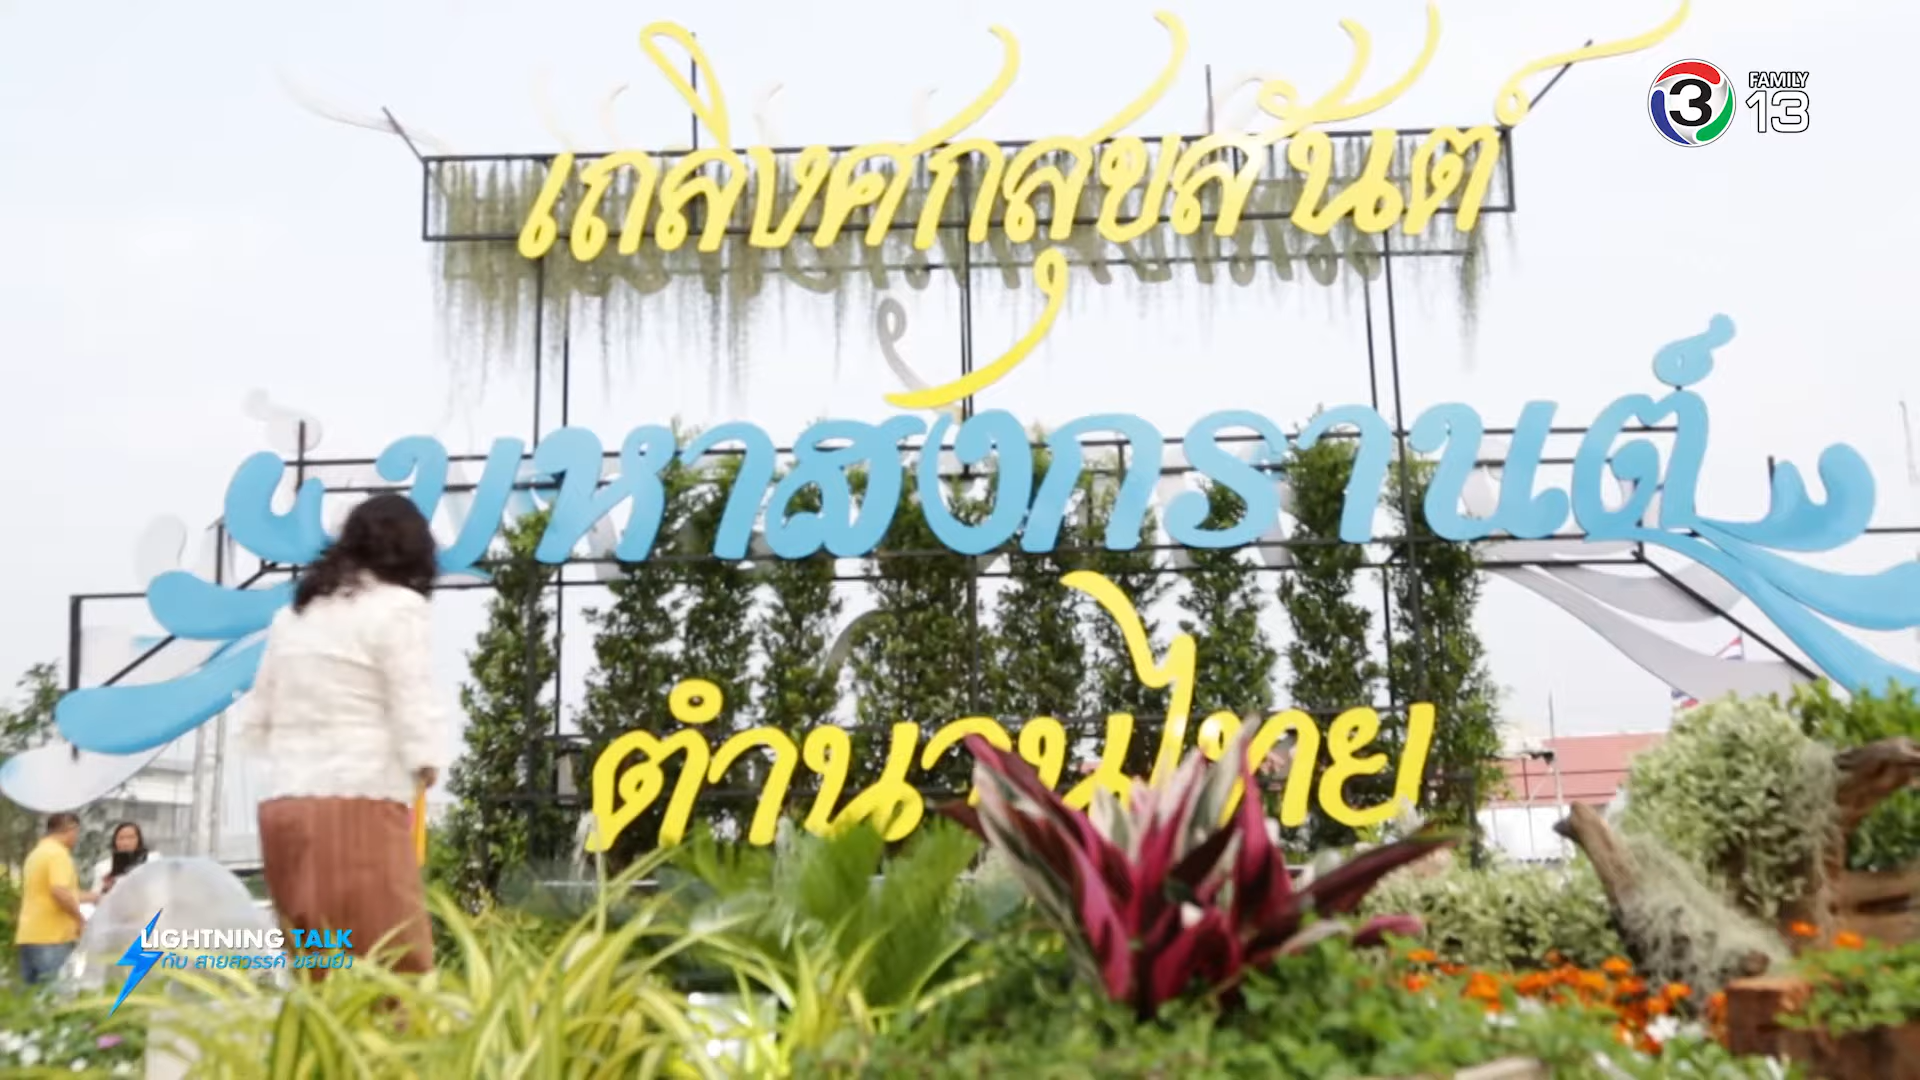 เถลิงศกสุขสันต์
มหาสงกรานต์
ตำนานไทย
3 FAMILY 13
LIGHTNING TALK
กับ สายสวรรค์ ขยันยิ่ง